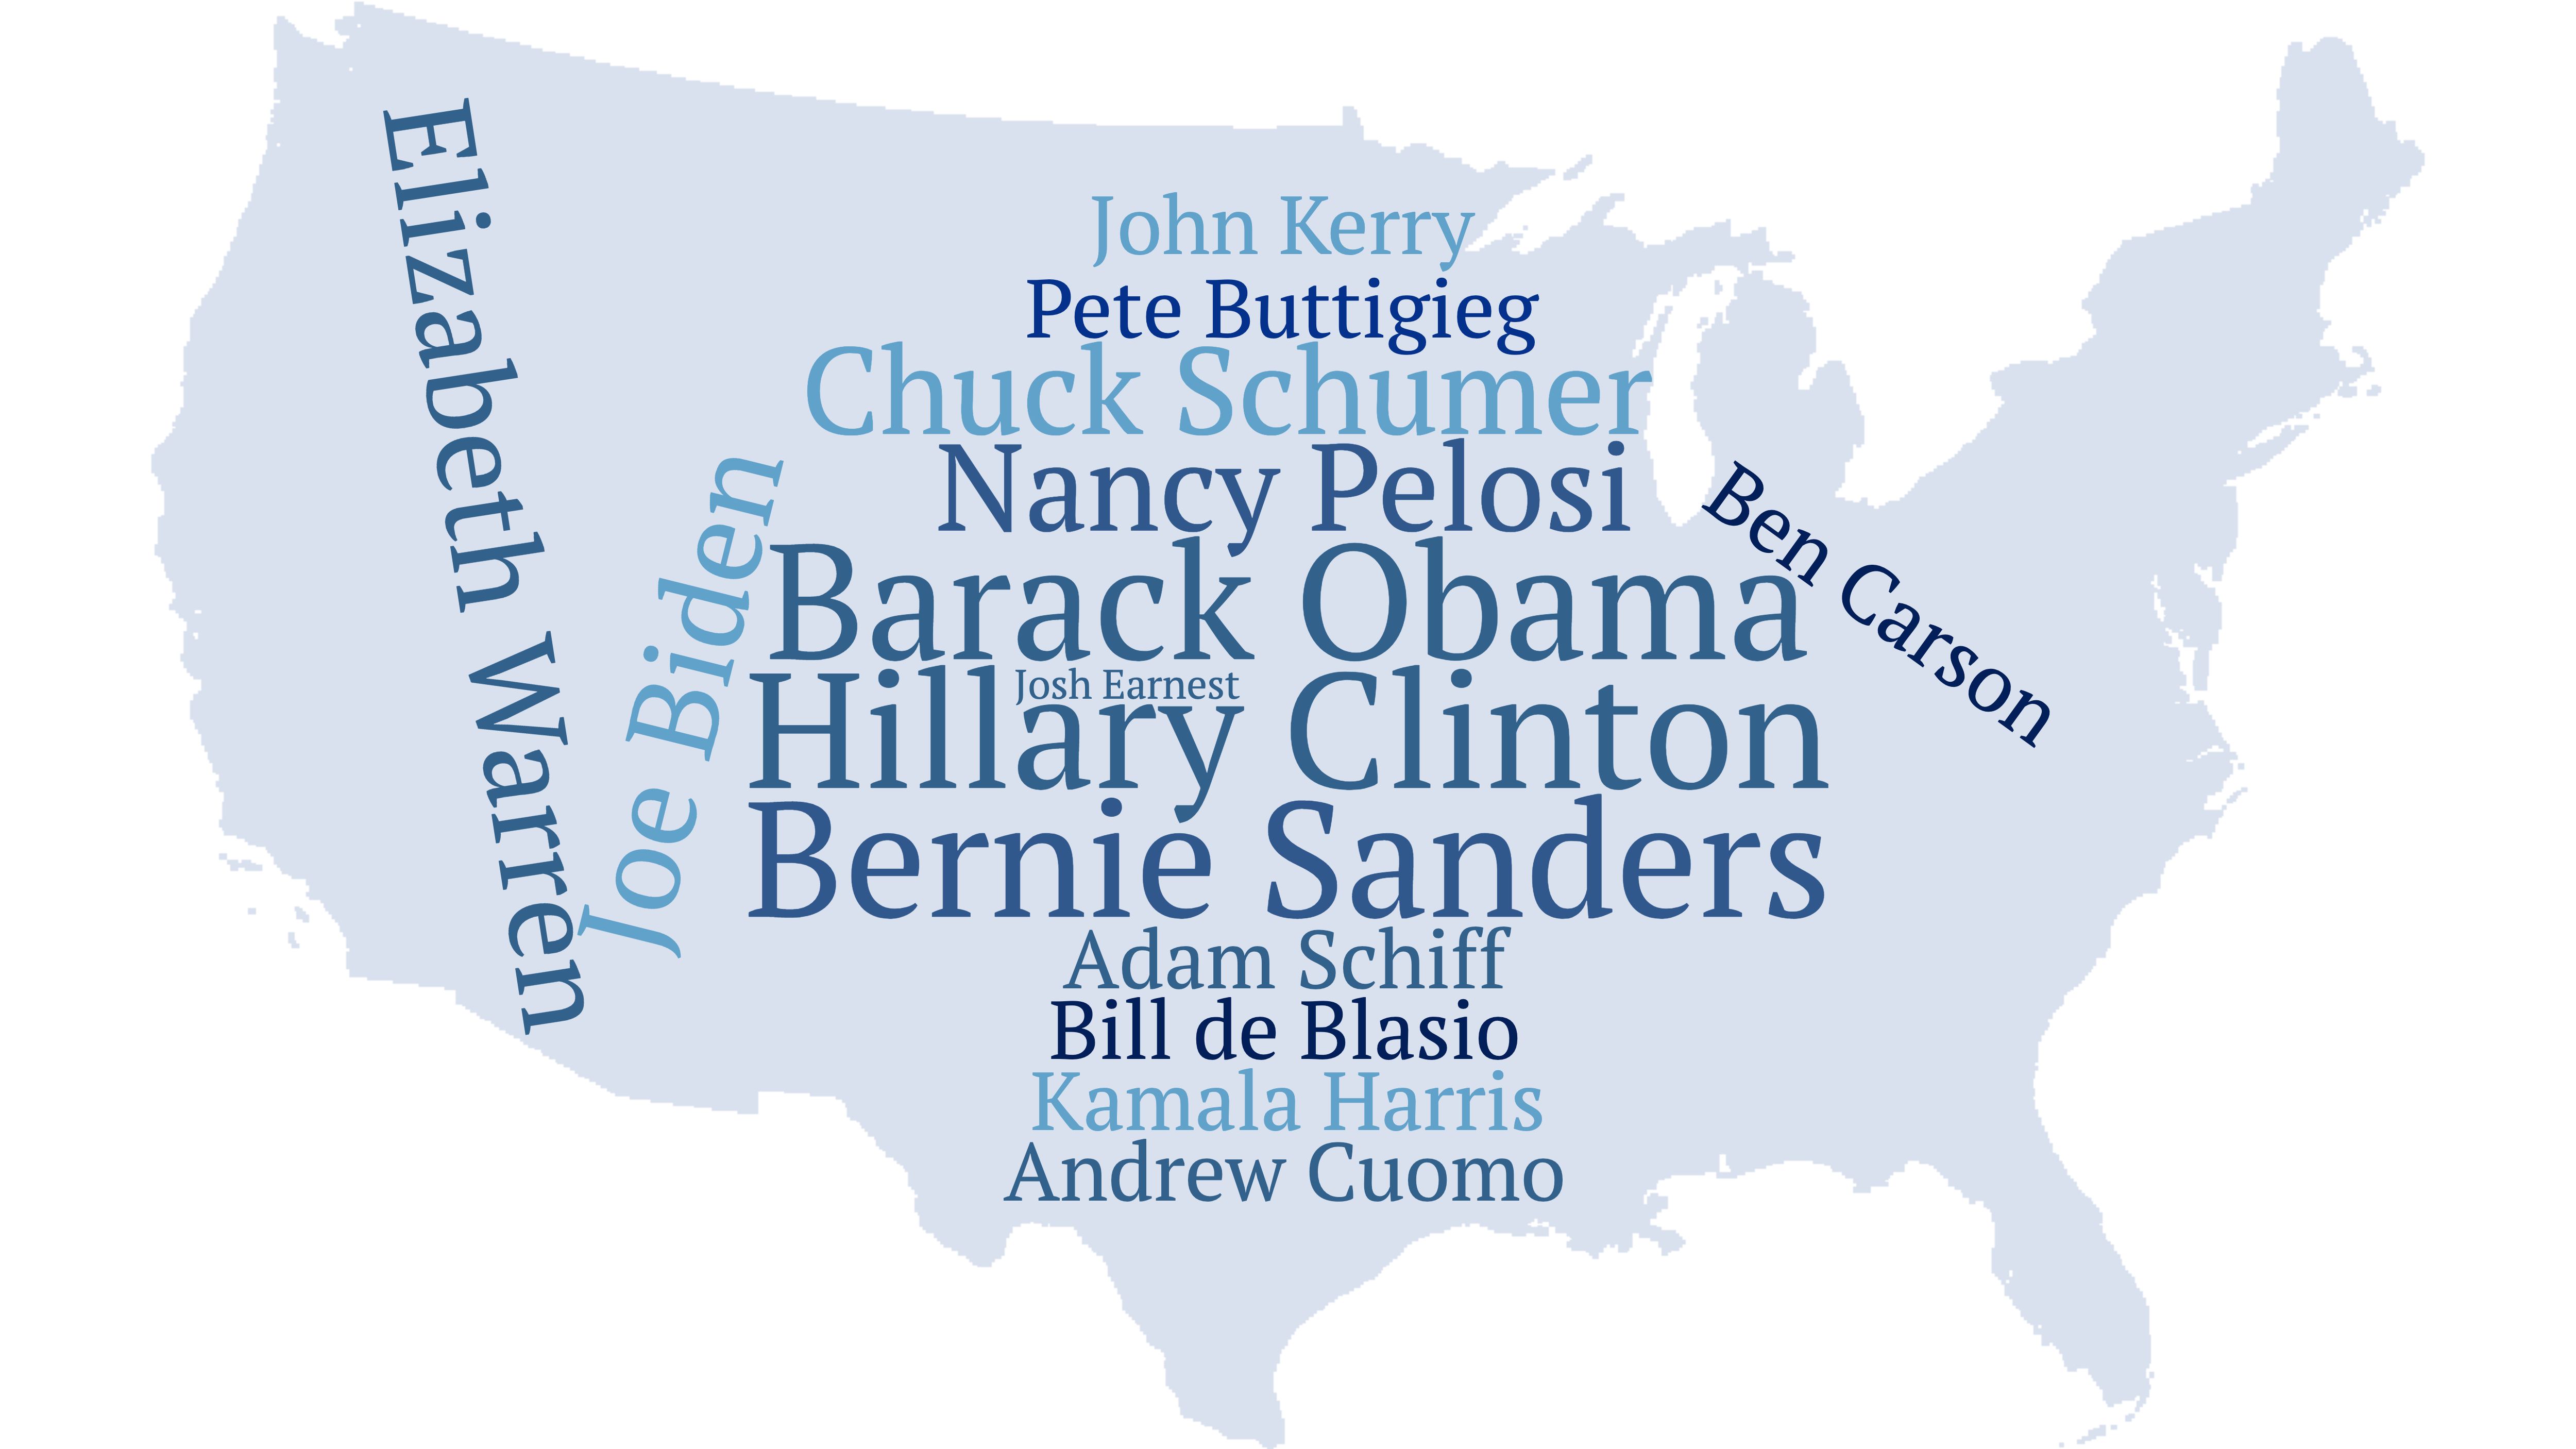 John Kerry
Pete Buttigieg
Chuck Schumer
Nancy Pelosi
Barack Obama
Josh Earnest
Hillary Clinton
Bernie Sanders
Adam Schiff
Bill de Blasio
Kamala Harris
Andrew Cuomo
Elizabeth Warren
Joe Biden
Ben Carson